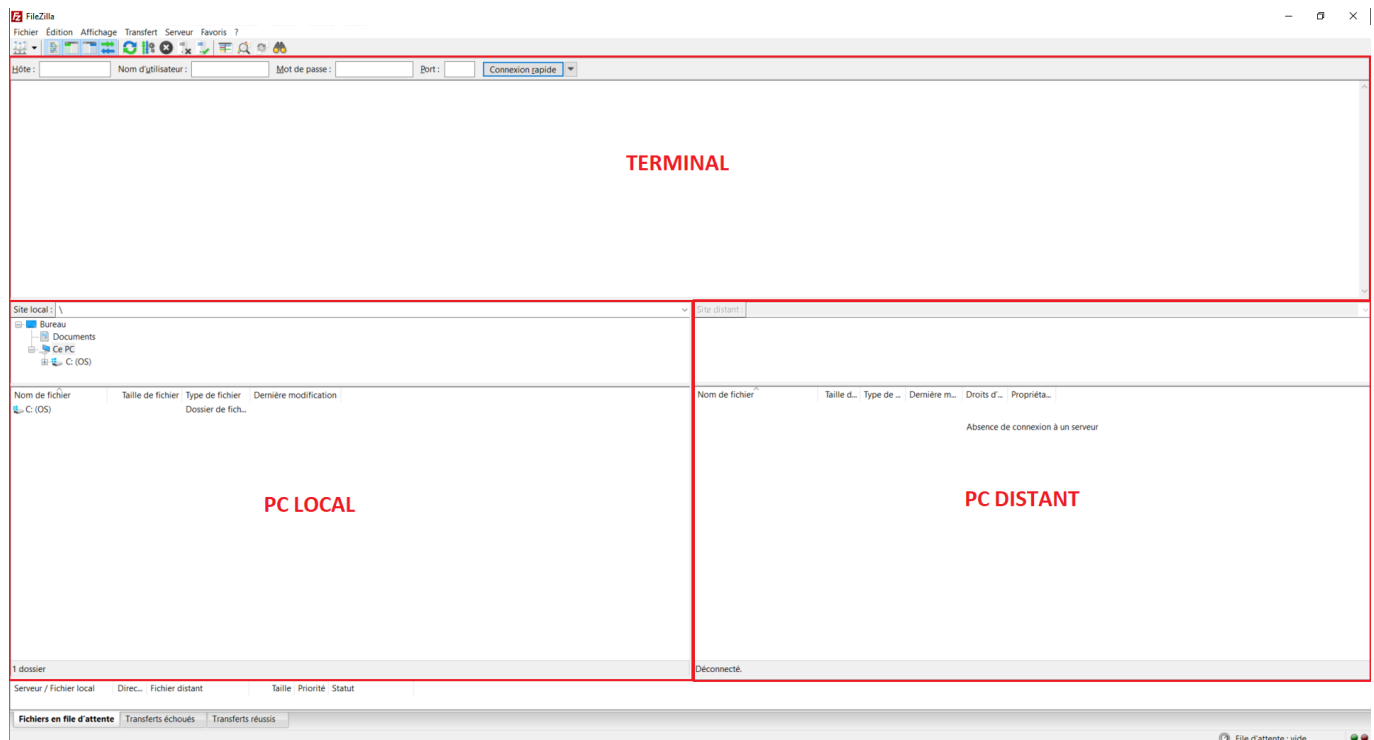 FileZilla
Fichier Édition Affichage Transfert Serveur Favoris ?
Hôte : Nom d'utilisateur : Mot de passe : Port : Connexion rapide
TERMINAL
Site local : \
Site distant :
Bureau
Documents
Ce PC
C: (OS)
Nom de fichier Taille de fichier Type de fichier Dernière modification
C: (OS) Dossier de fich...
Nom de fichier Taille d... Type de ... Dernière m... Droits d'... Propriéta...
Absence de connexion à un serveur
PC LOCAL
PC DISTANT
1 dossier
Déconnecté.
Serveur / Fichier local Direc... Fichier distant Taille Priorité Statut
Fichiers en file d'attente Transferts échoués Transferts réussis
File d'attente : vide